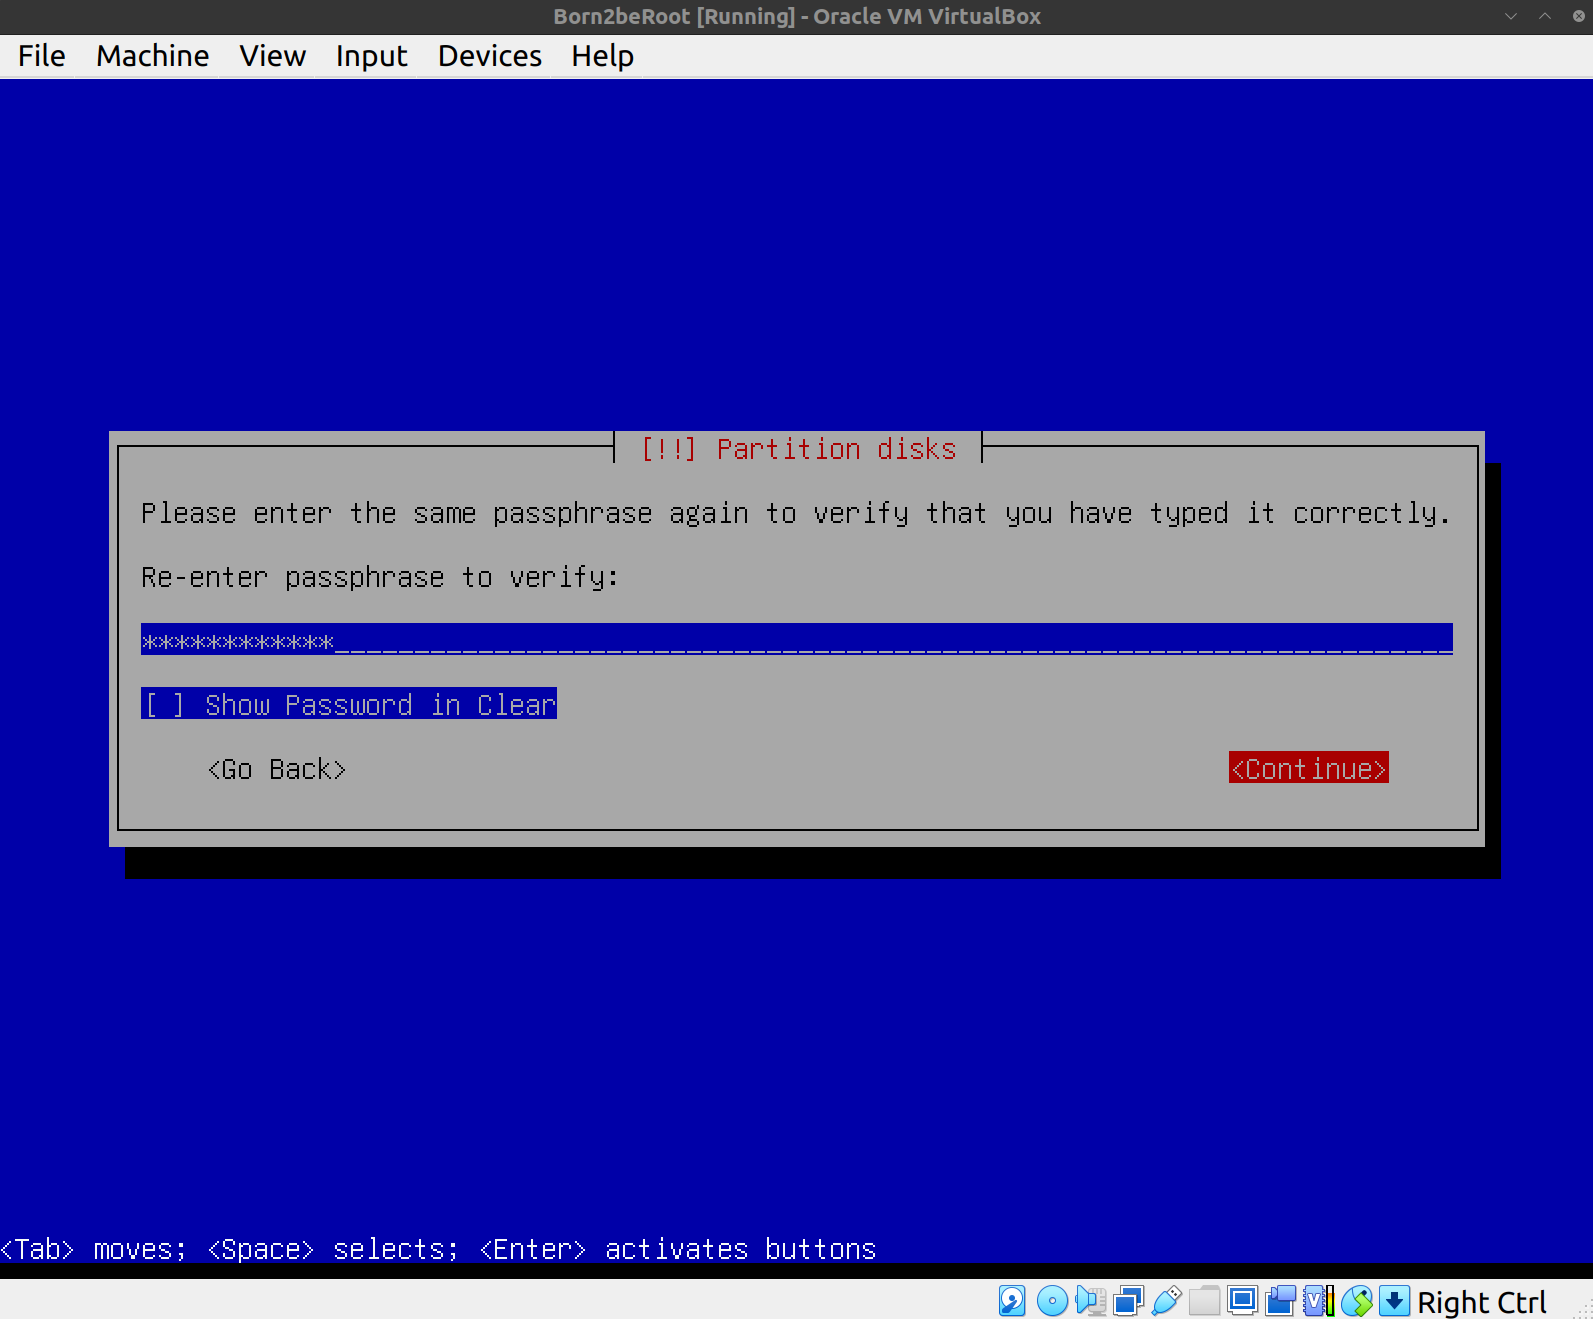 Born2beRoot [Running] - Oracle VM VirtualBox
File Machine View Input Devices Help
[!!] Partition disks
Please enter the same passphrase again to verify that you have typed it correctly.
Re-enter passphrase to verify:
************
[ ] Show Password in Clear
<Go Back> <Continue>
<Tab> moves; <Space> selects; <Enter> activates buttons
Right Ctrl